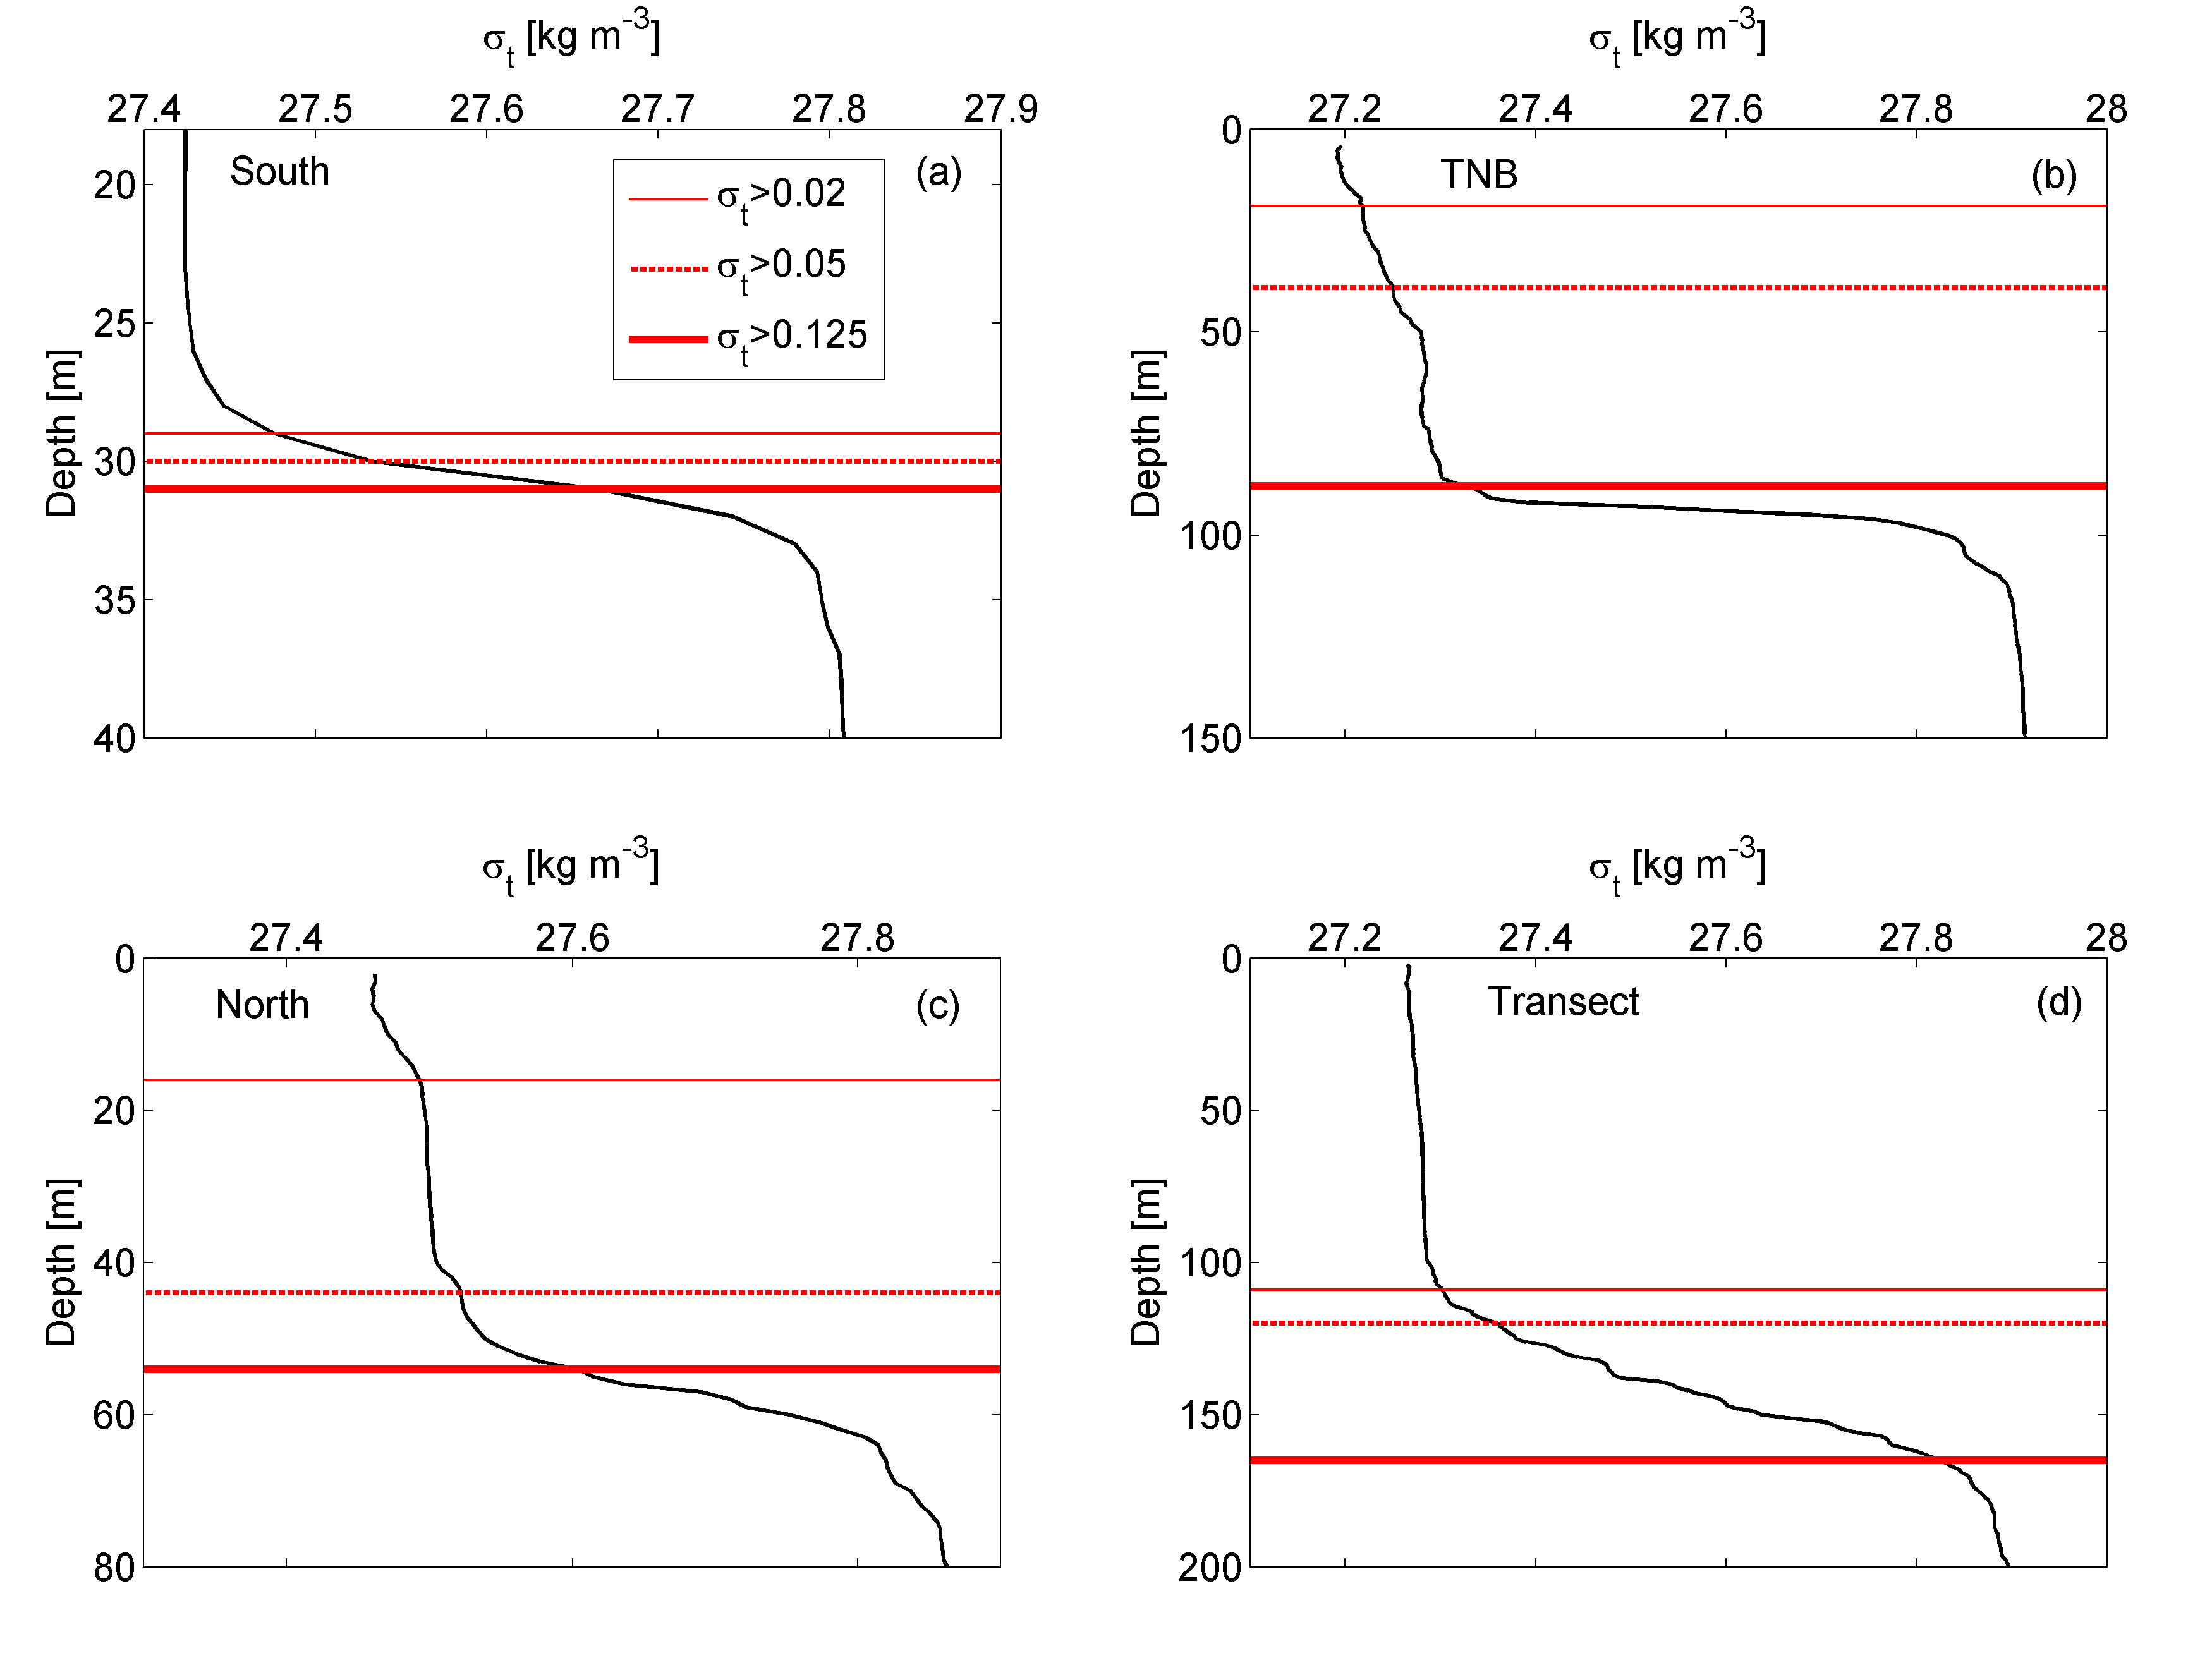 σt [kg m-3]
27.4 27.5 27.6 27.7 27.8 27.9
South
(a)
σt>0.02
σt>0.05
σt>0.125
20
25
30
35
40
Depth [m]
σt [kg m-3]
27.2 27.4 27.6 27.8 28
TNB
(b)
0
50
100
150
Depth [m]
σt [kg m-3]
27.4 27.6 27.8
North
(c)
0
20
40
60
80
Depth [m]
σt [kg m-3]
27.2 27.4 27.6 27.8 28
Transect
(d)
0
50
100
150
200
Depth [m]